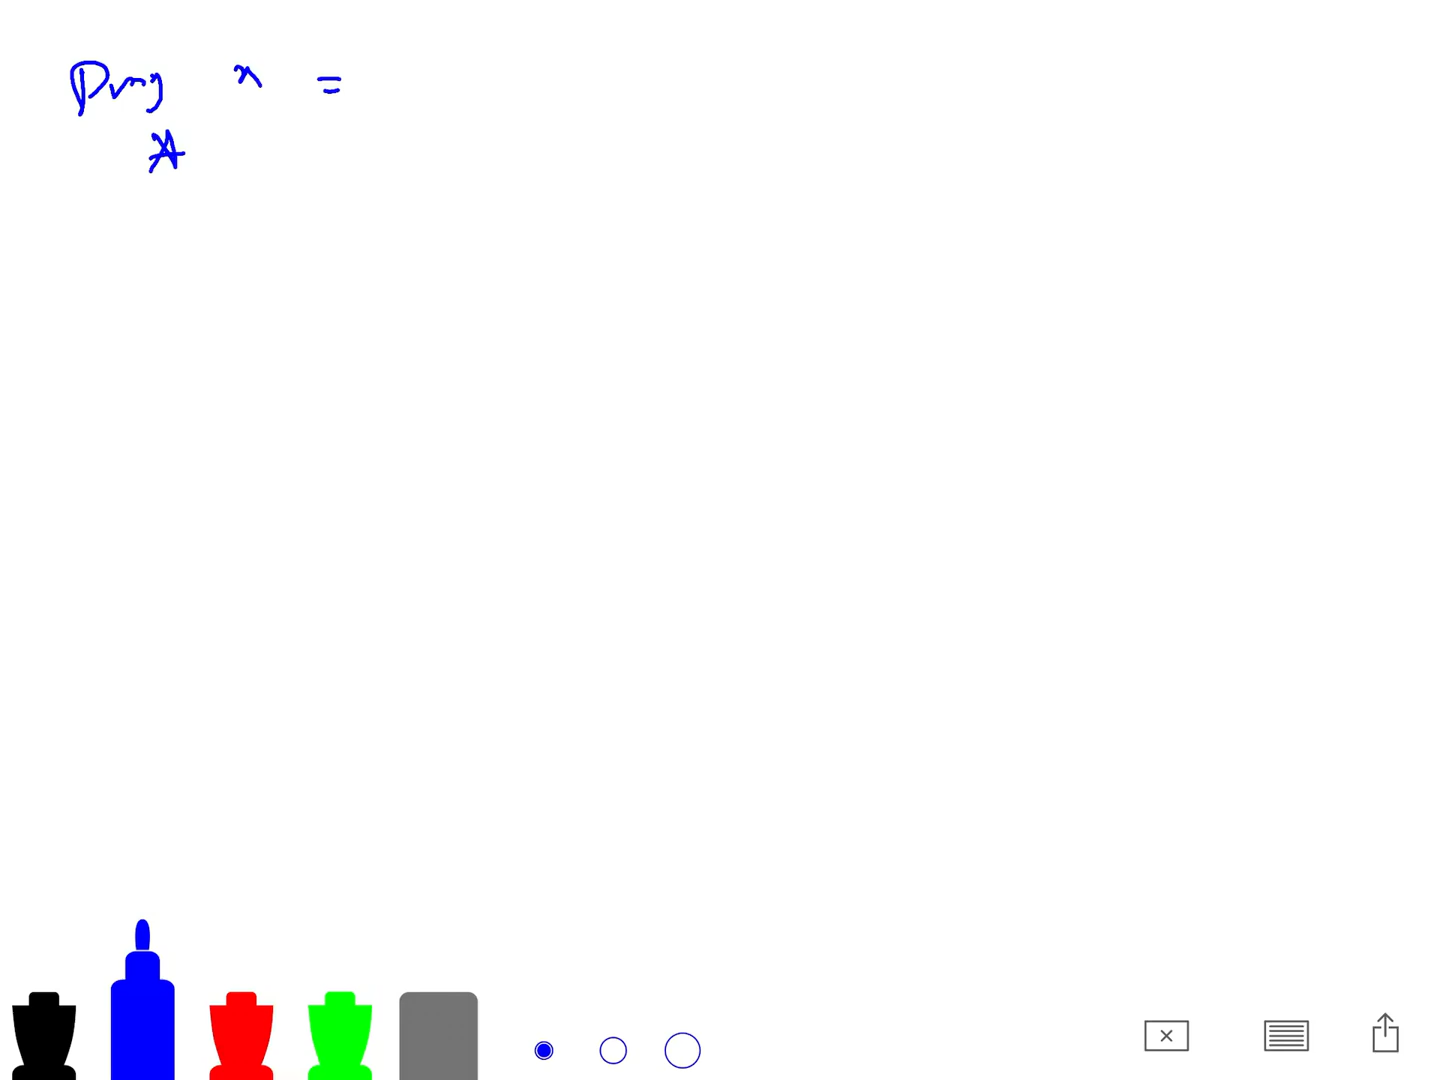 Proj x =
A